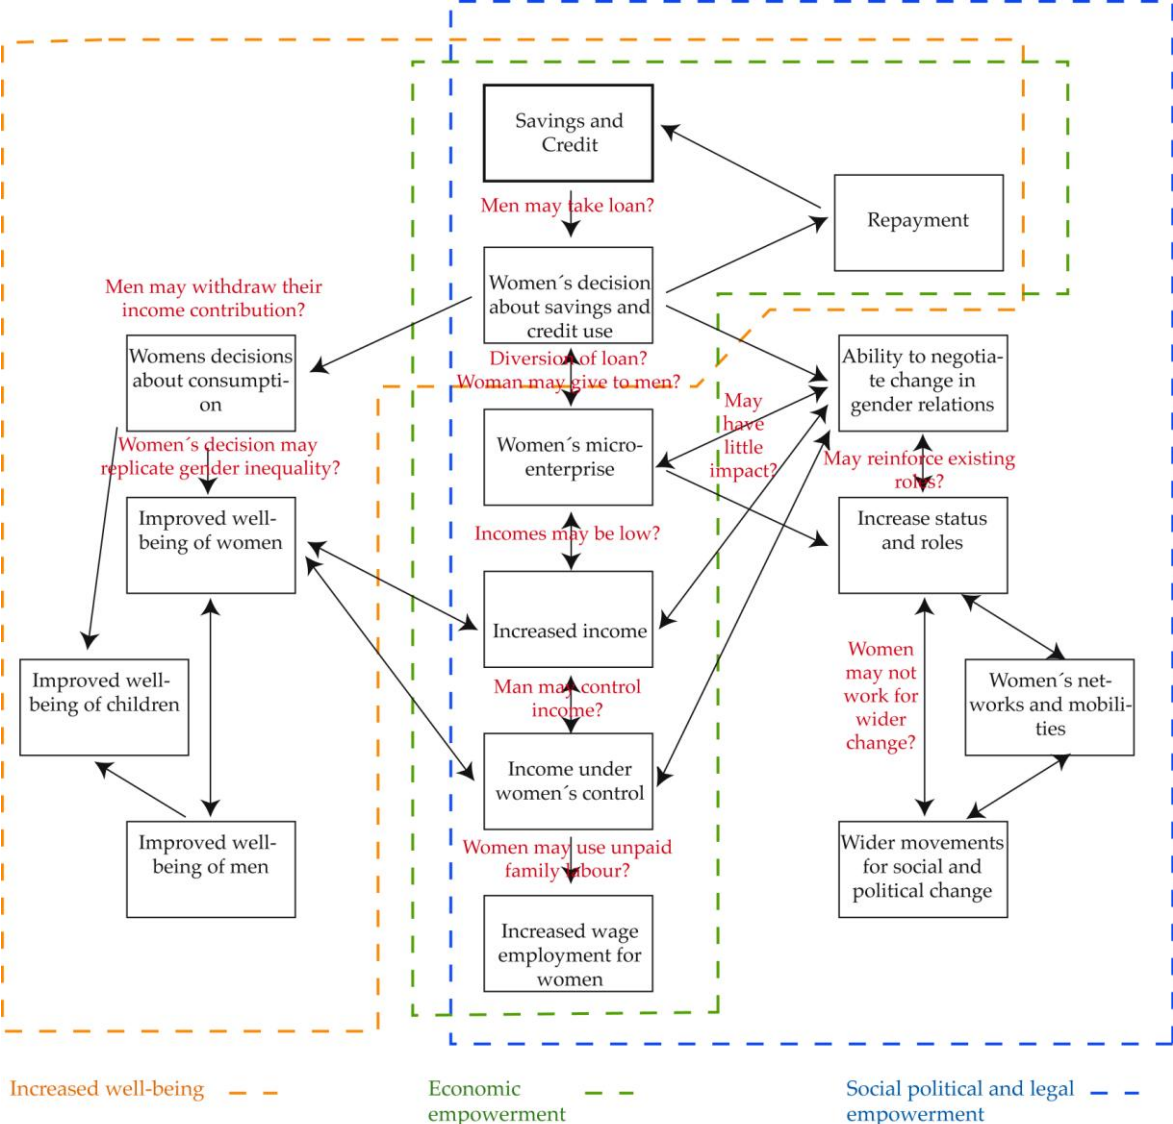 Savings and
Credit
Men may take loan?
Repayment
Women´s decision
about savings and
credit use
Men may withdraw their
income contribution?
Womens decisions
about consumpti-
on
Diversion of loan?
Woman may give to men?
Ability to negotia-
te change in
gender relations
May
have
little
impact?
Women´s decision may
replicate gender inequality?
Women´s micro-
enterprise
May reinforce existing
roles?
Improved well-
being of women
Incomes may be low?
Increase status
and roles
Increased income
Improved well-
being of children
Man may control
income?
Women
may not
work for
wider
change?
Women´s net-
works and mobili-
ties
Income under
women´s control
Improved well-
being of men
Women may use unpaid
family labour?
Wider movements
for social and
political change
Increased wage
employment for
women
Increased well-being
Economic
empowerment
Social political and legal
empowerment